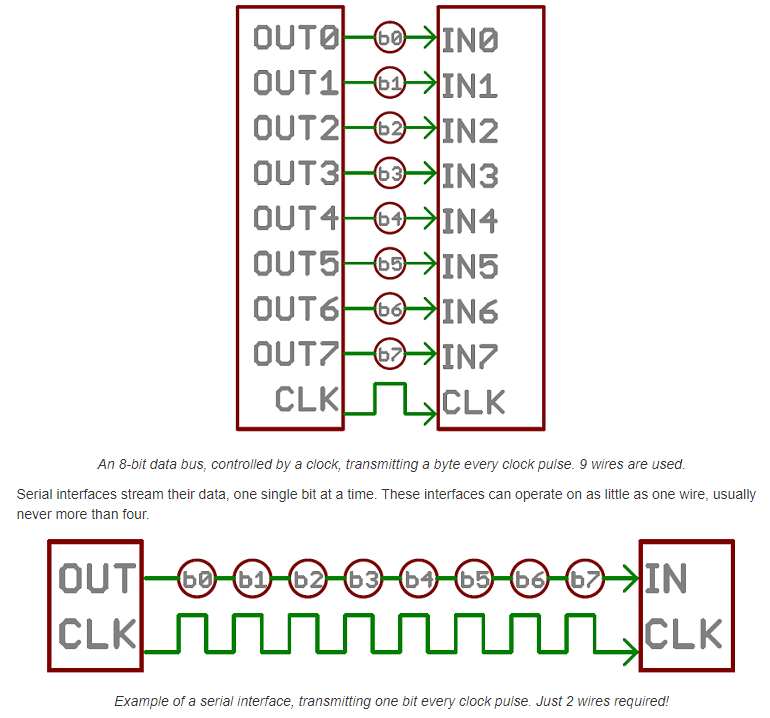 OUT0 b0 IN0
OUT1 b1 IN1
OUT2 b2 IN2
OUT3 b3 IN3
OUT4 b4 IN4
OUT5 b5 IN5
OUT6 b6 IN6
OUT7 b7 IN7
CLK CLK
An 8-bit data bus, controlled by a clock, transmitting a byte every clock pulse. 9 wires are used.
Serial interfaces stream their data, one single bit at a time. These interfaces can operate on as little as one wire, usually
never more than four.
OUT b0 b1 b2 b3 b4 b5 b6 b7 IN
CLK CLK
Example of a serial interface, transmitting one bit every clock pulse. Just 2 wires required!